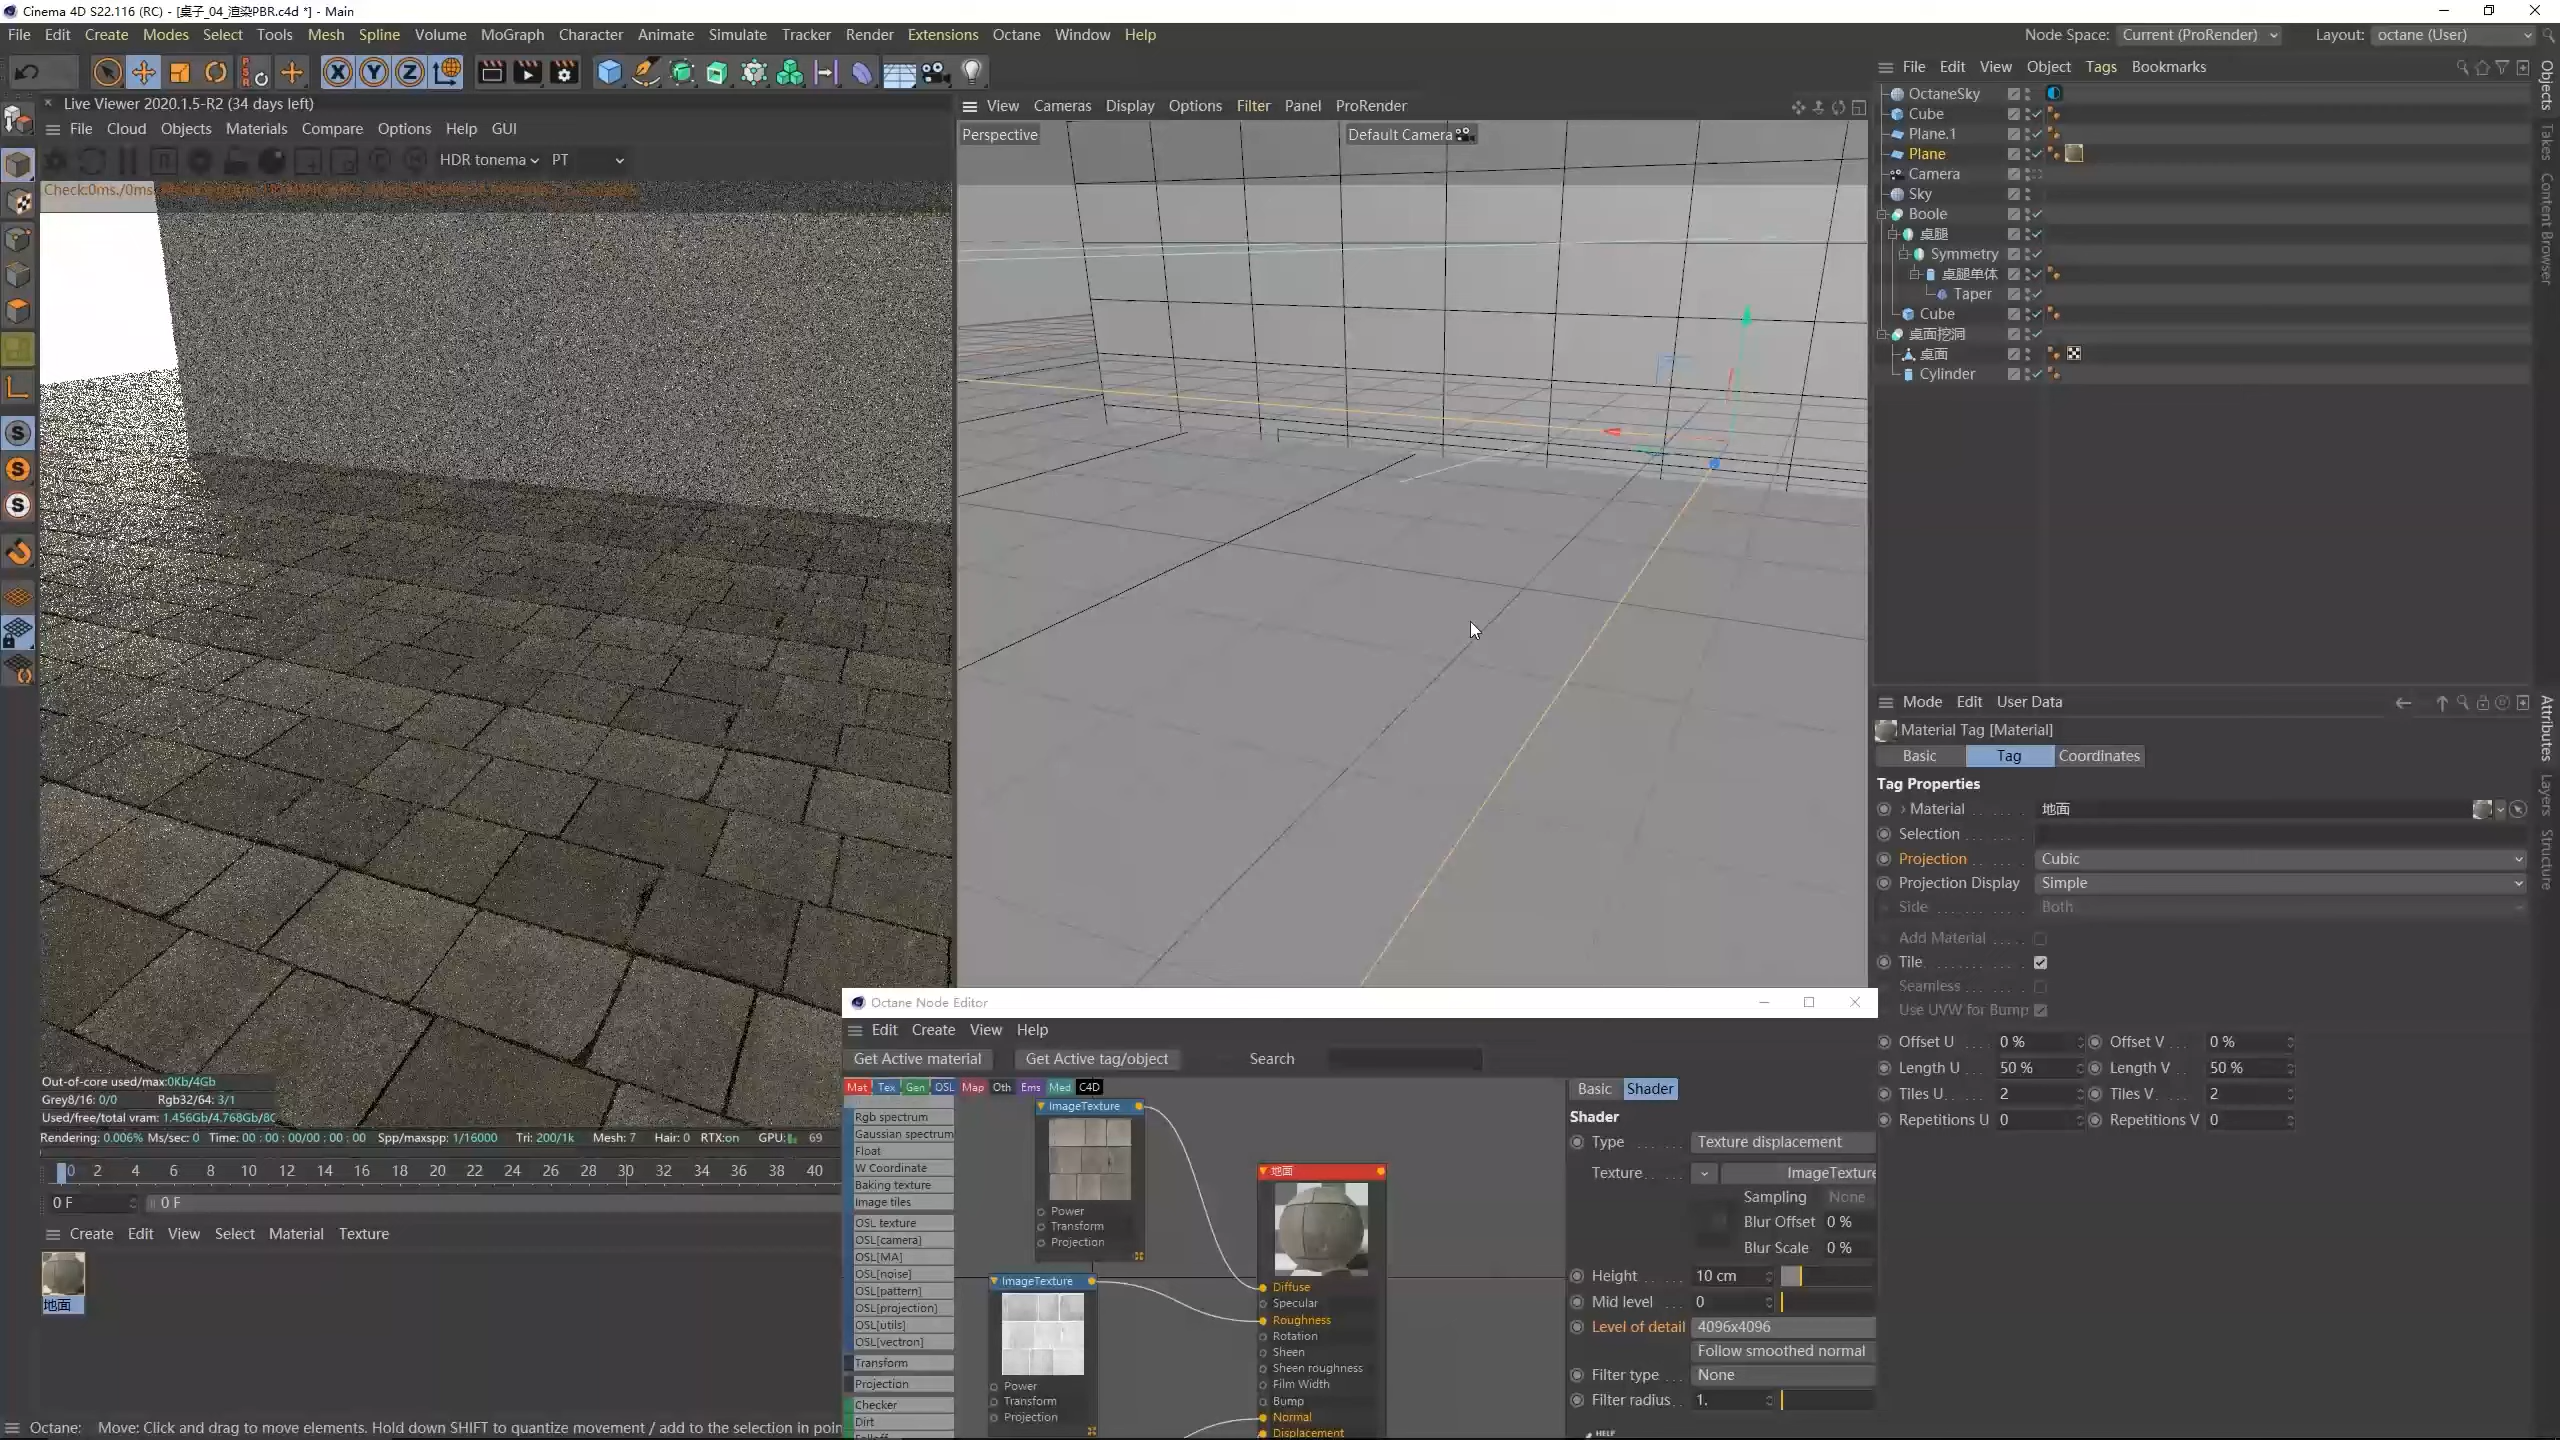 Cinema 4D S22.116 (RC) - [桌子_04_渲染PBR.c4d *] - Main
File Edit Create Modes Select Tools Mesh Spline Volume MoGraph Character Animate Simulate Tracker Render Extensions Octane Window Help
Node Space: Current (ProRender) Layout: octane (User)
Live Viewer 2020.1.5-R2 (34 days left)
File Cloud Objects Materials Compare Options Help GUI
HDR tonema PT
Check:0ms./0ms
Out-of-core used/max:0Kb/4Gb
Grey8/16: 0/0 Rgb32/64: 3/1
Used/free/total vram: 1.456Gb/4.768Gb/8G
Rendering: 0.006% Ms/sec: 0 Time: 00 : 00 : 00/00 : 00 : 00 Spp/maxspp: 1/16000 Tri: 200/1k Mesh: 7 Hair: 0 RTX:on GPU: 69
0 2 4 6 8 10 12 14 16 18 20 22 24 26 28 30 32 34 36 38 40
0 F 0 F
Create Edit View Select Material Texture
地面
Octane: Move: Click and drag to move elements. Hold down SHIFT to quantize movement / add to the selection in poin
View Cameras Display Options Filter Panel ProRender
Perspective
Default Camera
File Edit View Object Tags Bookmarks
OctaneSky
Cube
Plane.1
Plane
Camera
Sky
Boole
桌腿
Symmetry
桌腿单体
Taper
Cube
桌面挖洞
桌面
Cylinder
Objects
Takes
Content Browser
Mode Edit User Data
Material Tag [Material]
Basic Tag Coordinates
Tag Properties
Material 地面
Selection
Projection Cubic
Projection Display Simple
Side Both
Add Material
Tile
Seamless
Use UVW for Bump
Offset U 0 % Offset V 0 %
Length U 50 % Length V 50 %
Tiles U 2 Tiles V 2
Repetitions U 0 Repetitions V 0
Attributes
Layers
Structure
Octane Node Editor
Edit Create View Help
Get Active material Get Active tag/object Search
Mat Tex Gen OSL Map Oth Ems Med C4D
Rgb spectrum
Gaussian spectrum
Float
W Coordinate
Baking texture
Image tiles
OSL texture
OSL[camera]
OSL[MA]
OSL[noise]
OSL[pattern]
OSL[projection]
OSL[utils]
OSL[vectron]
Transform
Projection
Checker
Dirt
ImageTexture
Power
Transform
Projection
ImageTexture
Power
Transform
Projection
地面
Diffuse
Specular
Roughness
Rotation
Sheen
Sheen roughness
Film Width
Bump
Normal
Displacement
Basic Shader
Shader
Type Texture displacement
Texture ImageTexture
Sampling None
Blur Offset 0 %
Blur Scale 0 %
Height 10 cm
Mid level 0
Level of detail 4096x4096
Follow smoothed normal
Filter type None
Filter radius 1.
HELP